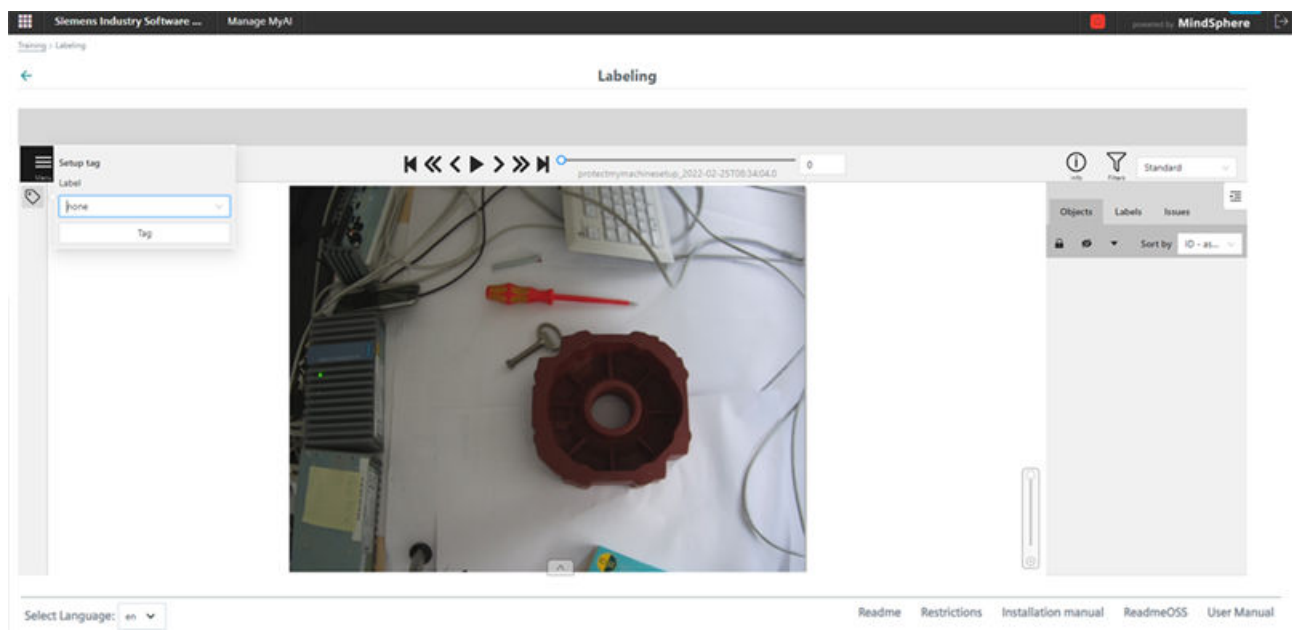 Siemens Industry Software ... Manage MyAI powered by MindSphere
Training > Labeling
Labeling
Setup tag
Label
none
Tag
Menu
protectmymachinesetup_2022-02-25T08:34:04.0
0
Info
Filters
Standard
Objects Labels Issues
Sort by ID - as...
Select Language: en Readme Restrictions Installation manual ReadmeOSS User Manual